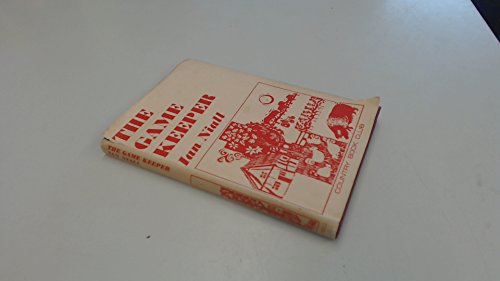 THE
GAME
KEEPER
Ian Niall
COUNTRY BOOK CLUB
THE GAME KEEPER
IAN NIALL